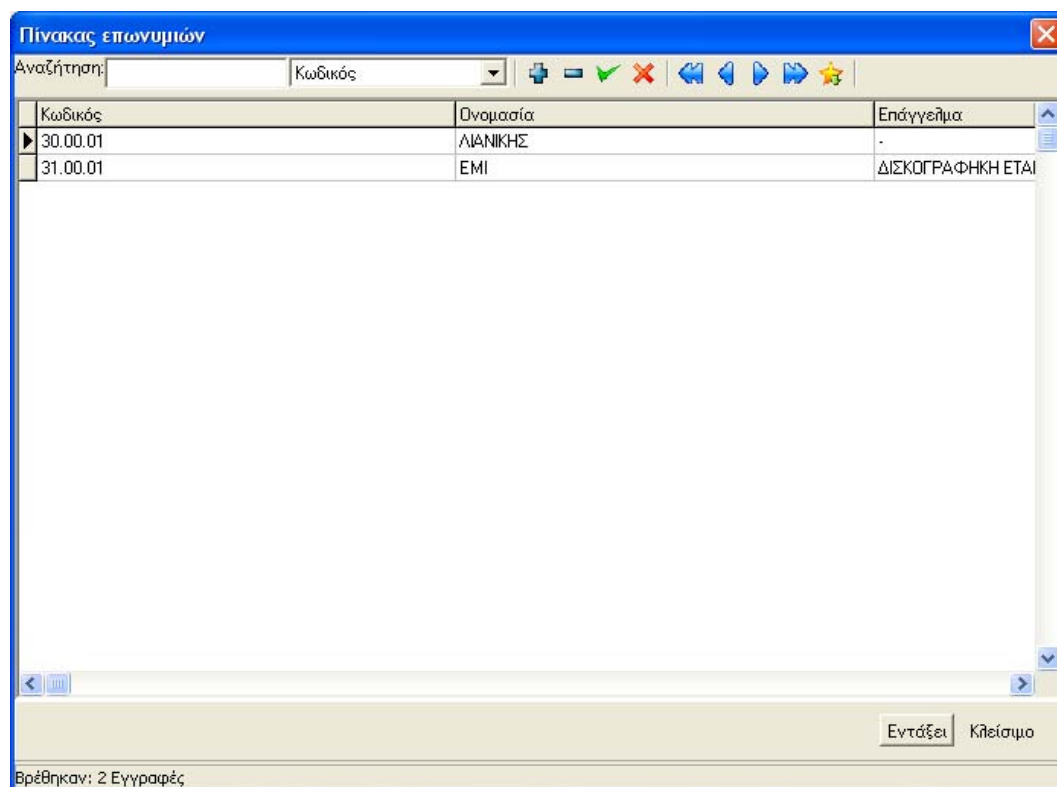 Πίνακας επωνυμιών
Αναζήτηση: Κωδικός
Κωδικός Ονομασία Επάγγελμα
30.00.01 ΛΙΑΝΙΚΗΣ -
31.00.01 ΕΜΙ ΔΙΣΚΟΓΡΑΦΗΚΗ ΕΤΑΙ
Εντάξει Κλείσιμο
Βρέθηκαν: 2 Εγγραφές